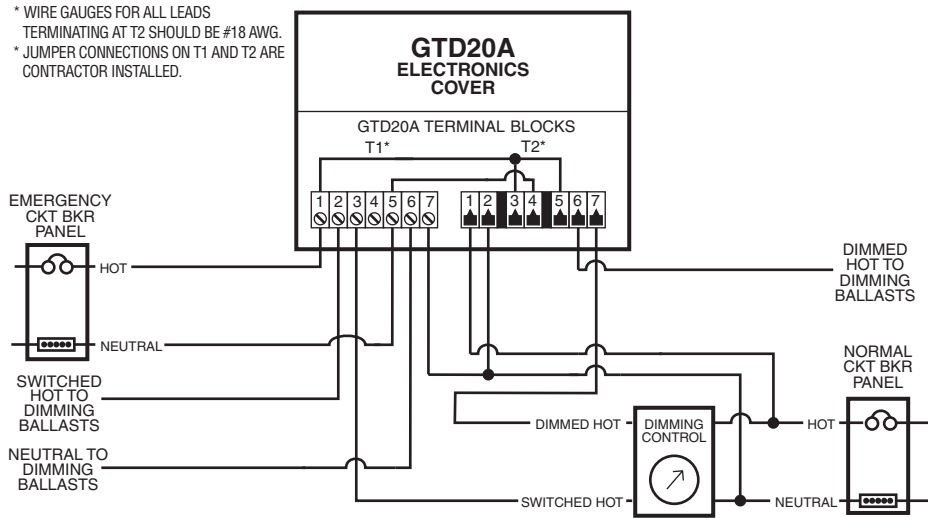 * WIRE GAUGES FOR ALL LEADS
TERMINATING AT T2 SHOULD BE #18 AWG.
* JUMPER CONNECTIONS ON T1 AND T2 ARE
CONTRACTOR INSTALLED.
GTD20A
ELECTRONICS
COVER
GTD20A TERMINAL BLOCKS
T1* T2*
1 2 3 4 5 6 7 1 2 3 4 5 6 7
EMERGENCY
CKT BKR
PANEL
HOT
NEUTRAL
SWITCHED
HOT TO
DIMMING
BALLASTS
NEUTRAL TO
DIMMING
BALLASTS
DIMMED
HOT TO
DIMMING
BALLASTS
NORMAL
CKT BKR
PANEL
DIMMED HOT
DIMMING
CONTROL
HOT
SWITCHED HOT
NEUTRAL